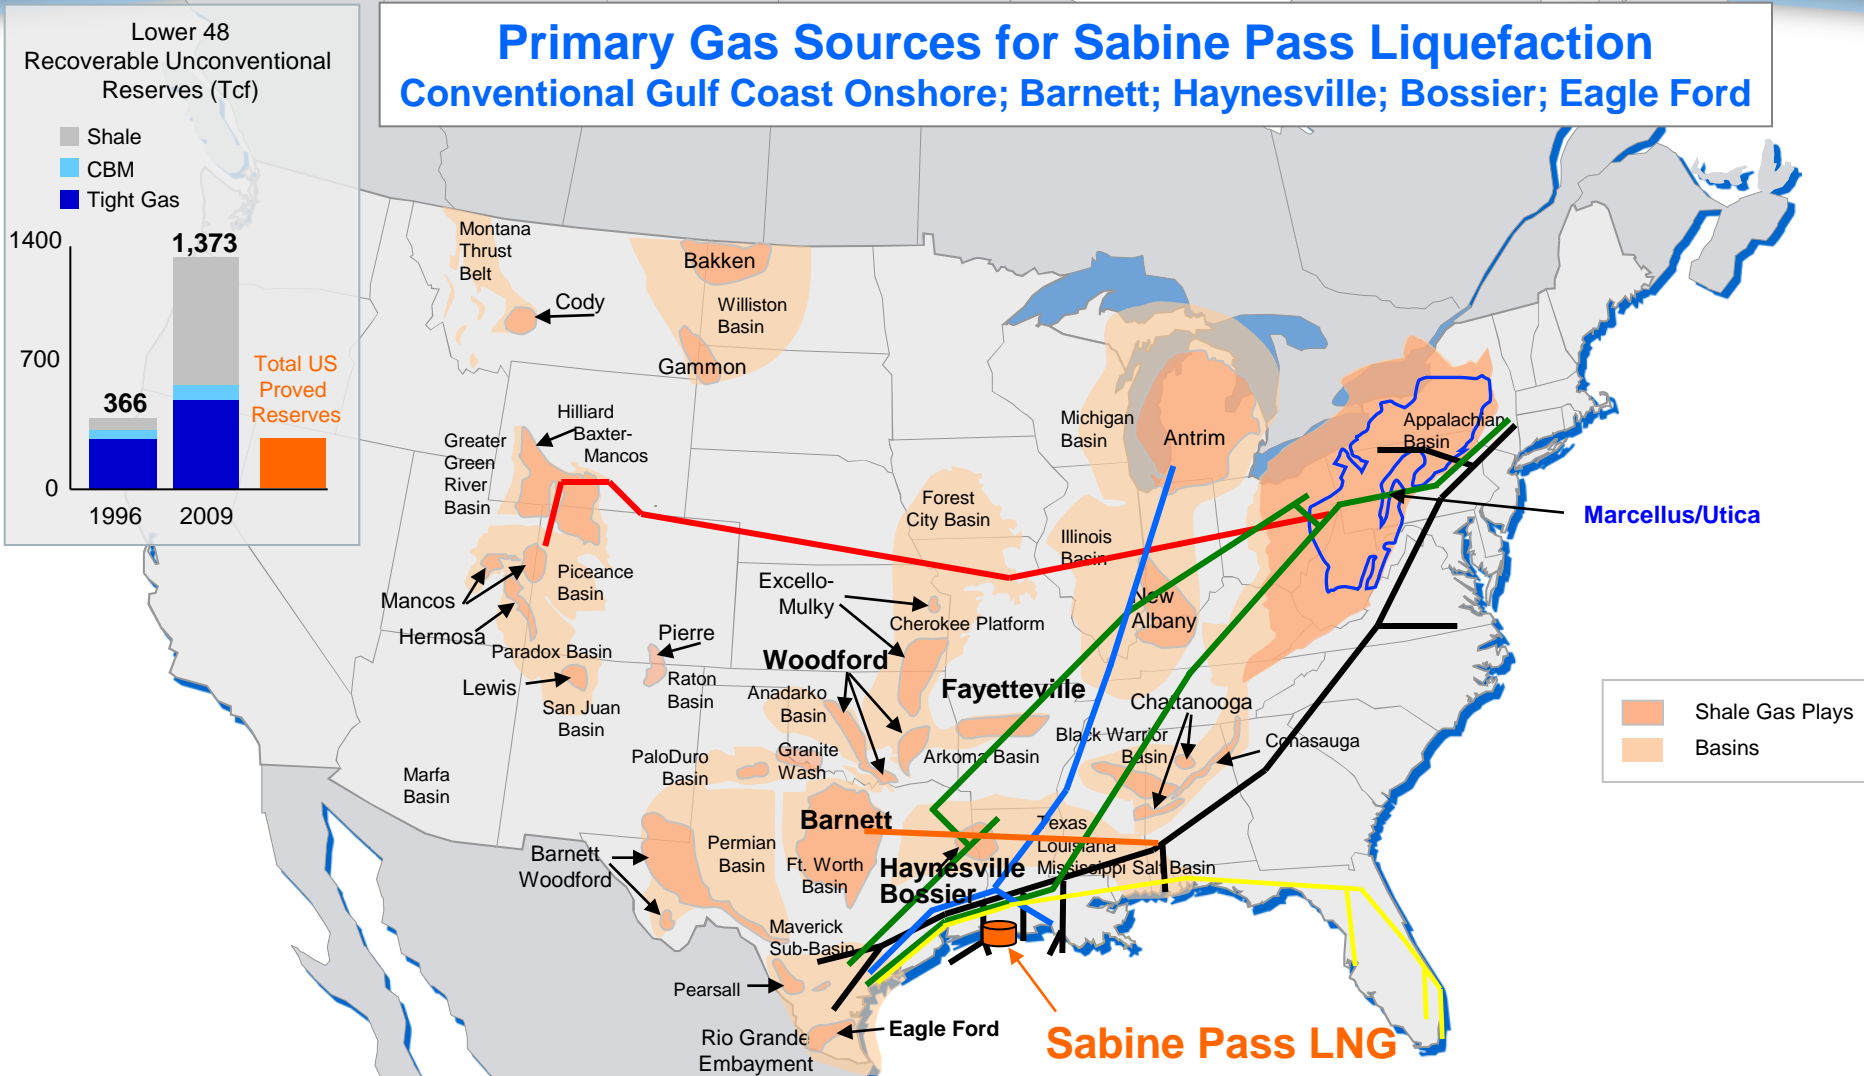 Primary Gas Sources for Sabine Pass Liquefaction
Conventional Gulf Coast Onshore; Barnett; Haynesville; Bossier; Eagle Ford
Lower 48
Recoverable Unconventional
Reserves (Tcf)
Shale
CBM
Tight Gas
1400
700
0
366
1,373
Total US
Proved
Reserves
1996
2009
Montana
Thrust
Belt
Cody
Bakken
Williston
Basin
Gammon
Hilliard
Baxter-
Mancos
Greater
Green
River
Basin
Mancos
Hermosa
Piceance
Basin
Paradox Basin
Lewis
San Juan
Basin
Pierre
Raton
Basin
Forest
City Basin
Excello-
Mulky
Cherokee Platform
Woodford
Anadarko
Basin
Fayetteville
Arkoma Basin
Granite
Wash
PaloDuro
Basin
Marfa
Basin
Michigan
Basin
Antrim
Illinois
Basin
New
Albany
Appalachian
Basin
Marcellus/Utica
Chattanooga
Black Warrior
Basin
Conasauga
Shale Gas Plays
Basins
Barnett
Permian
Basin
Ft. Worth
Basin
Barnett
Woodford
Haynesville
Bossier
Texas
Louisiana
Mississippi Salt Basin
Maverick
Sub-Basin
Pearsall
Rio Grande
Embayment
Eagle Ford
Sabine Pass LNG